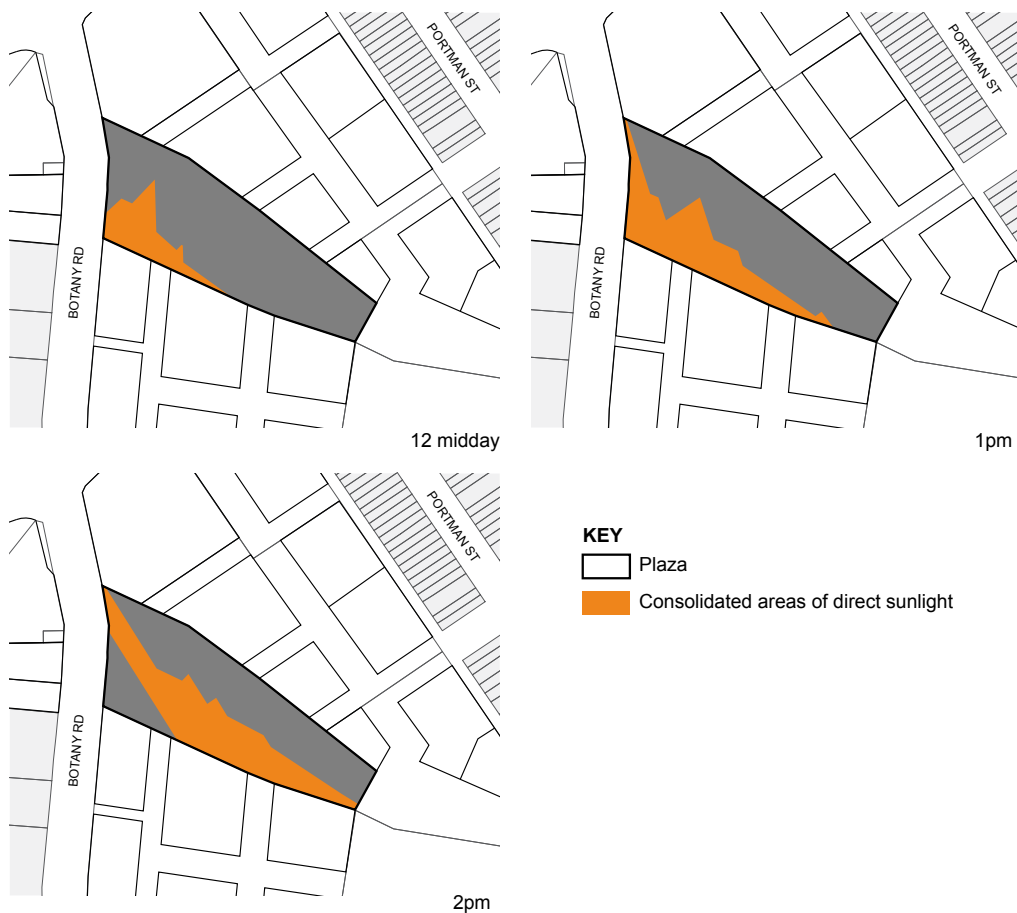 PORTMAN ST
BOTANY RD
12 midday
PORTMAN ST
BOTANY RD
1pm
PORTMAN ST
BOTANY RD
2pm
KEY
Plaza
Consolidated areas of direct sunlight